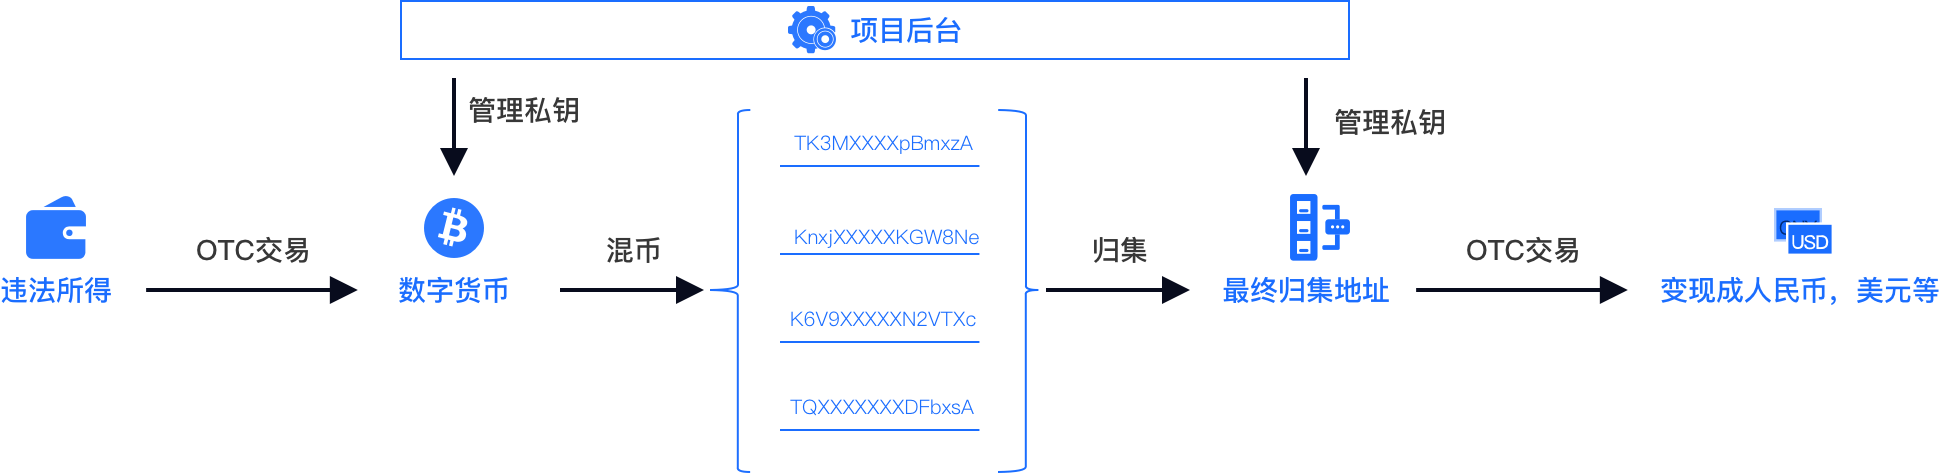 项目后台
管理私钥
管理私钥
TK3MXXXXpBmxzA
KnxjXXXXXKGW8Ne
K6V9XXXXXN2VTXc
TQXXXXXXXDFbxsA
OTC交易
混币
归集
OTC交易
USD
违法所得
数字货币
最终归集地址
变现成人民币，美元等